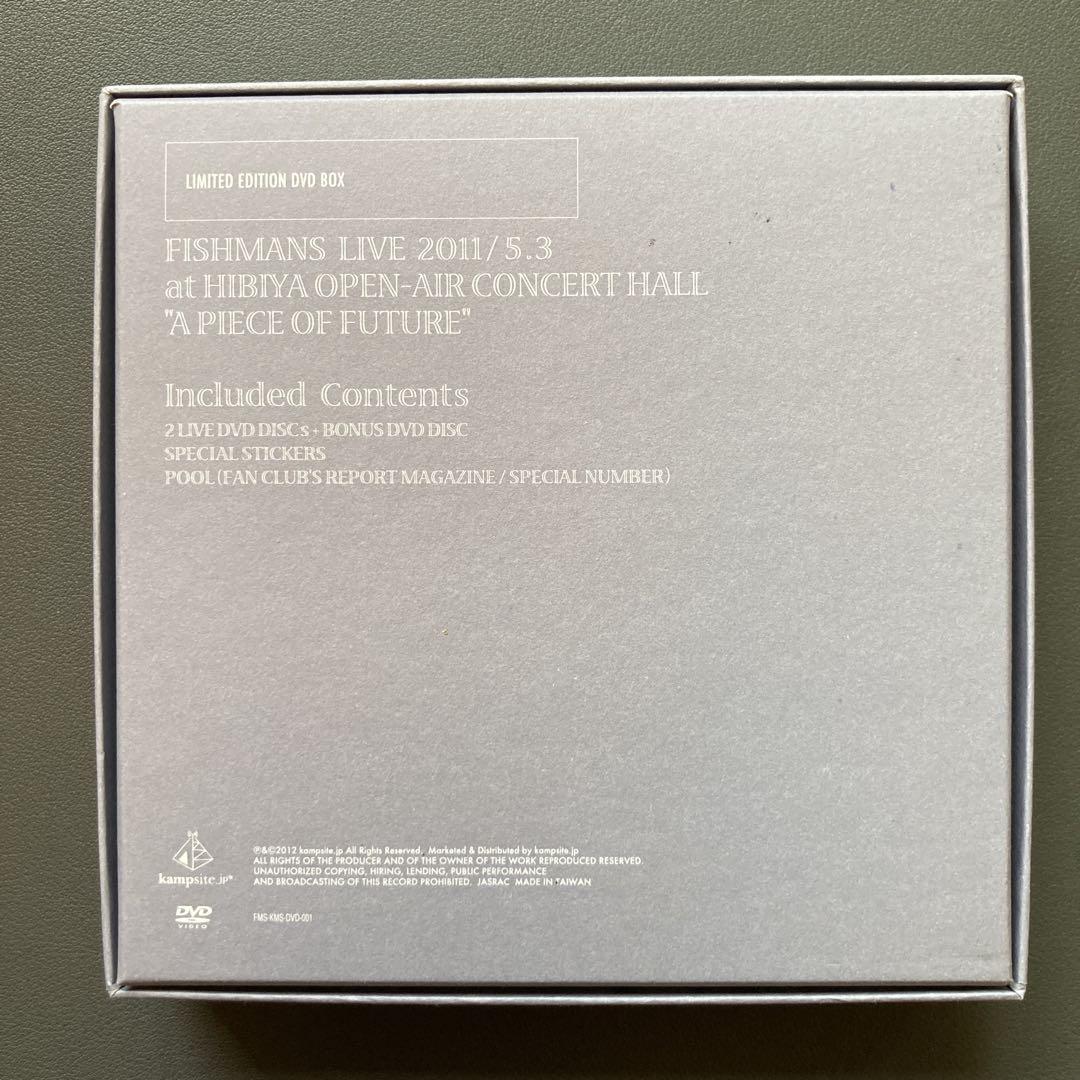 LIMITED EDITION DVD BOX
FISHMANS LIVE 2011/5.3
at HIBIYA OPEN-AIR CONCERT HALL
"A PIECE OF FUTURE"
Included Contents
2 LIVE DVD DISCs + BONUS DVD DISC
SPECIAL STICKERS
POOL (FAN CLUB'S REPORT MAGAZINE / SPECIAL NUMBER)
kampsite.jp
℗&©2012 kampsite.jp All Rights Reserved. Marketed & Distributed by kampsite.jp
ALL RIGHTS OF THE PRODUCER AND OF THE OWNER OF THE WORK REPRODUCED RESERVED.
UNAUTHORIZED COPYING, HIRING, LENDING, PUBLIC PERFORMANCE
AND BROADCASTING OF THIS RECORD PROHIBITED. JASRAC MADE IN TAIWAN
DVD
VIDEO
FMS-KMS-DVD-001